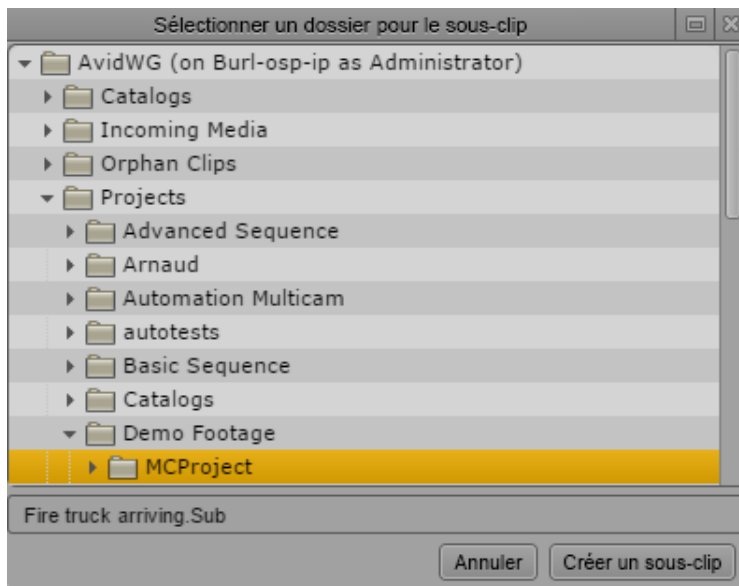 Sélectionner un dossier pour le sous-clip
AvidWG (on Burl-osp-ip as Administrator)
Catalogs
Incoming Media
Orphan Clips
Projects
Advanced Sequence
Arnaud
Automation Multicam
autotests
Basic Sequence
Catalogs
Demo Footage
MCProject
Fire truck arriving.Sub
Annuler Créer un sous-clip